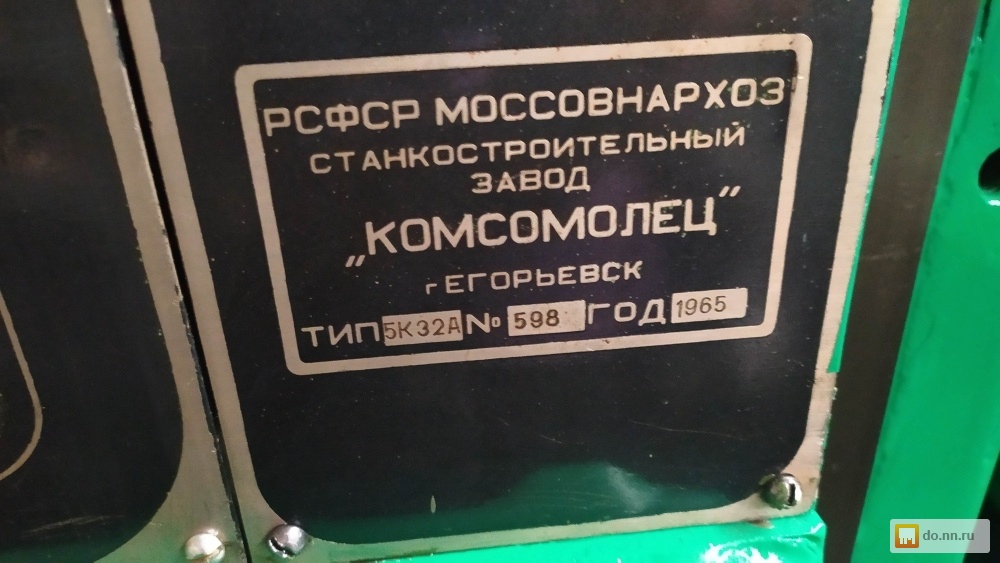 РСФСР МОССОВНАРХОЗ
СТАНКОСТРОИТЕЛЬНЫЙ
ЗАВОД
„КОМСОМОЛЕЦ"
г ЕГОРЬЕВСК
ТИП 5К32А № 598 ГОД 1965
do.nn.ru